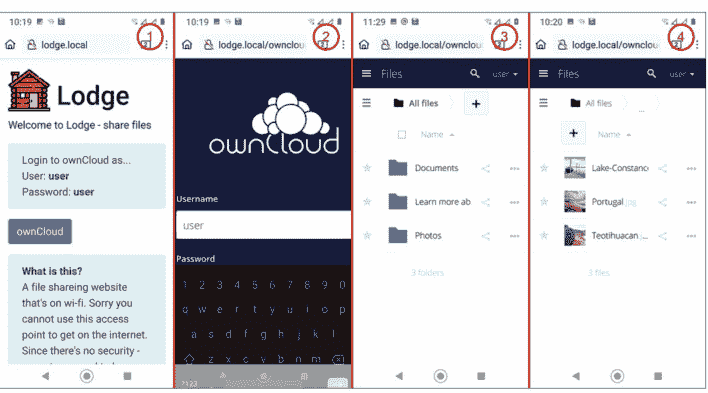 10:19
1
lodge.local
Lodge
Welcome to Lodge - share files
Login to ownCloud as...
User: user
Password: user
ownCloud
What is this?
A file shareing website
that's on wi-fi. Sorry you
cannot use this access
point to get on the internet.
Since there's no security -
10:19
2
lodge.local/ownclou
ownCloud
Username
user
Password
1 2 3 4 5 6 7 8 9 0
q w e r t y u i o p
a s d f g h j k l
z x c v b n m
?123
11:29
3
lodge.local/ownclou
Files
user
All files
+
Name
Documents
Learn more ab
Photos
3 folders
10:20
4
lodge.local/ownclou
Files
user
All files
...
+
Name
Lake-Constance
Portugal.jpg
Teotihuacan...
3 files